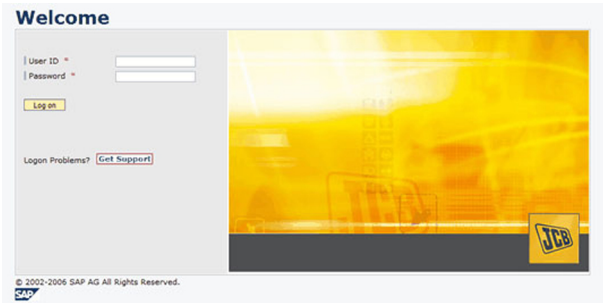 Welcome
User ID *
Password *
Log on
Logon Problems? Get Support
JCB
JCB
© 2002-2006 SAP AG All Rights Reserved.
SAP